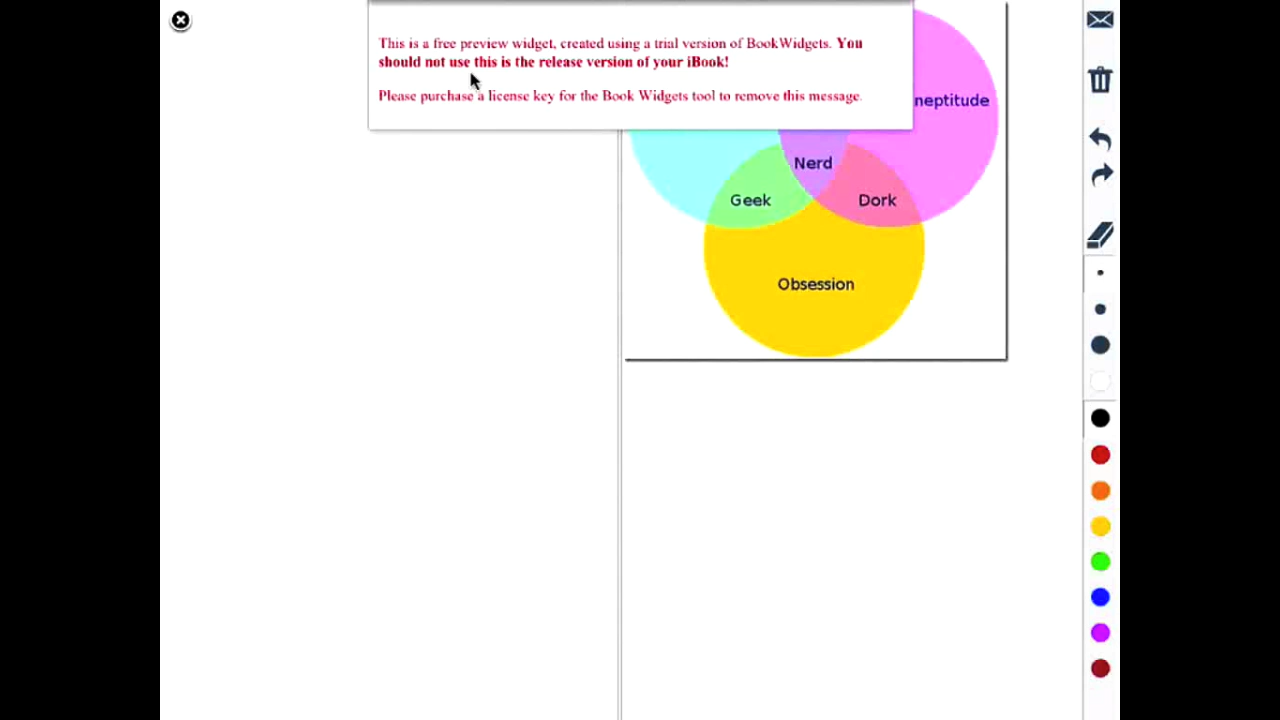 This is a free preview widget, created using a trial version of BookWidgets. You
should not use this is the release version of your iBook!
Please purchase a license key for the Book Widgets tool to remove this message.
neptitude
Nerd
Geek
Dork
Obsession